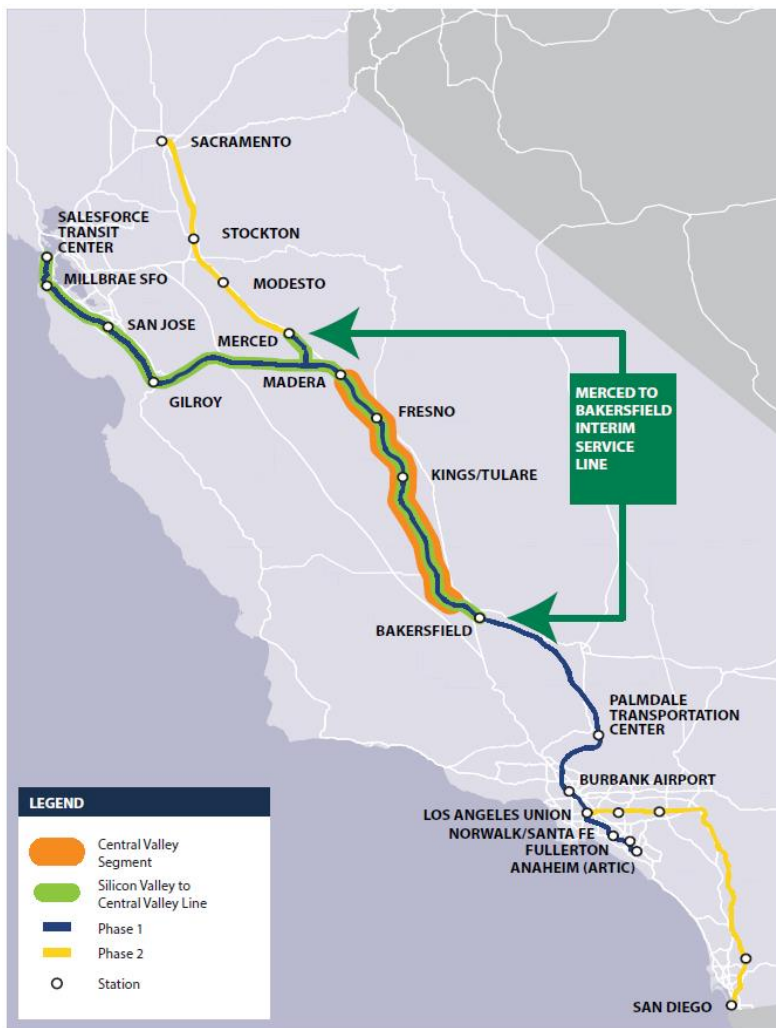 SACRAMENTO
SALESFORCE
TRANSIT
CENTER
STOCKTON
MILLBRAE SFO
MODESTO
SAN JOSE
MERCED
MADERA
GILROY
FRESNO
MERCED TO
BAKERSFIELD
INTERIM
SERVICE
LINE
KINGS/TULARE
BAKERSFIELD
PALMDALE
TRANSPORTATION
CENTER
BURBANK AIRPORT
LOS ANGELES UNION
NORWALK/SANTA FE
FULLERTON
ANAHEIM (ARTIC)
SAN DIEGO
LEGEND
Central Valley
Segment
Silicon Valley to
Central Valley Line
Phase 1
Phase 2
Station